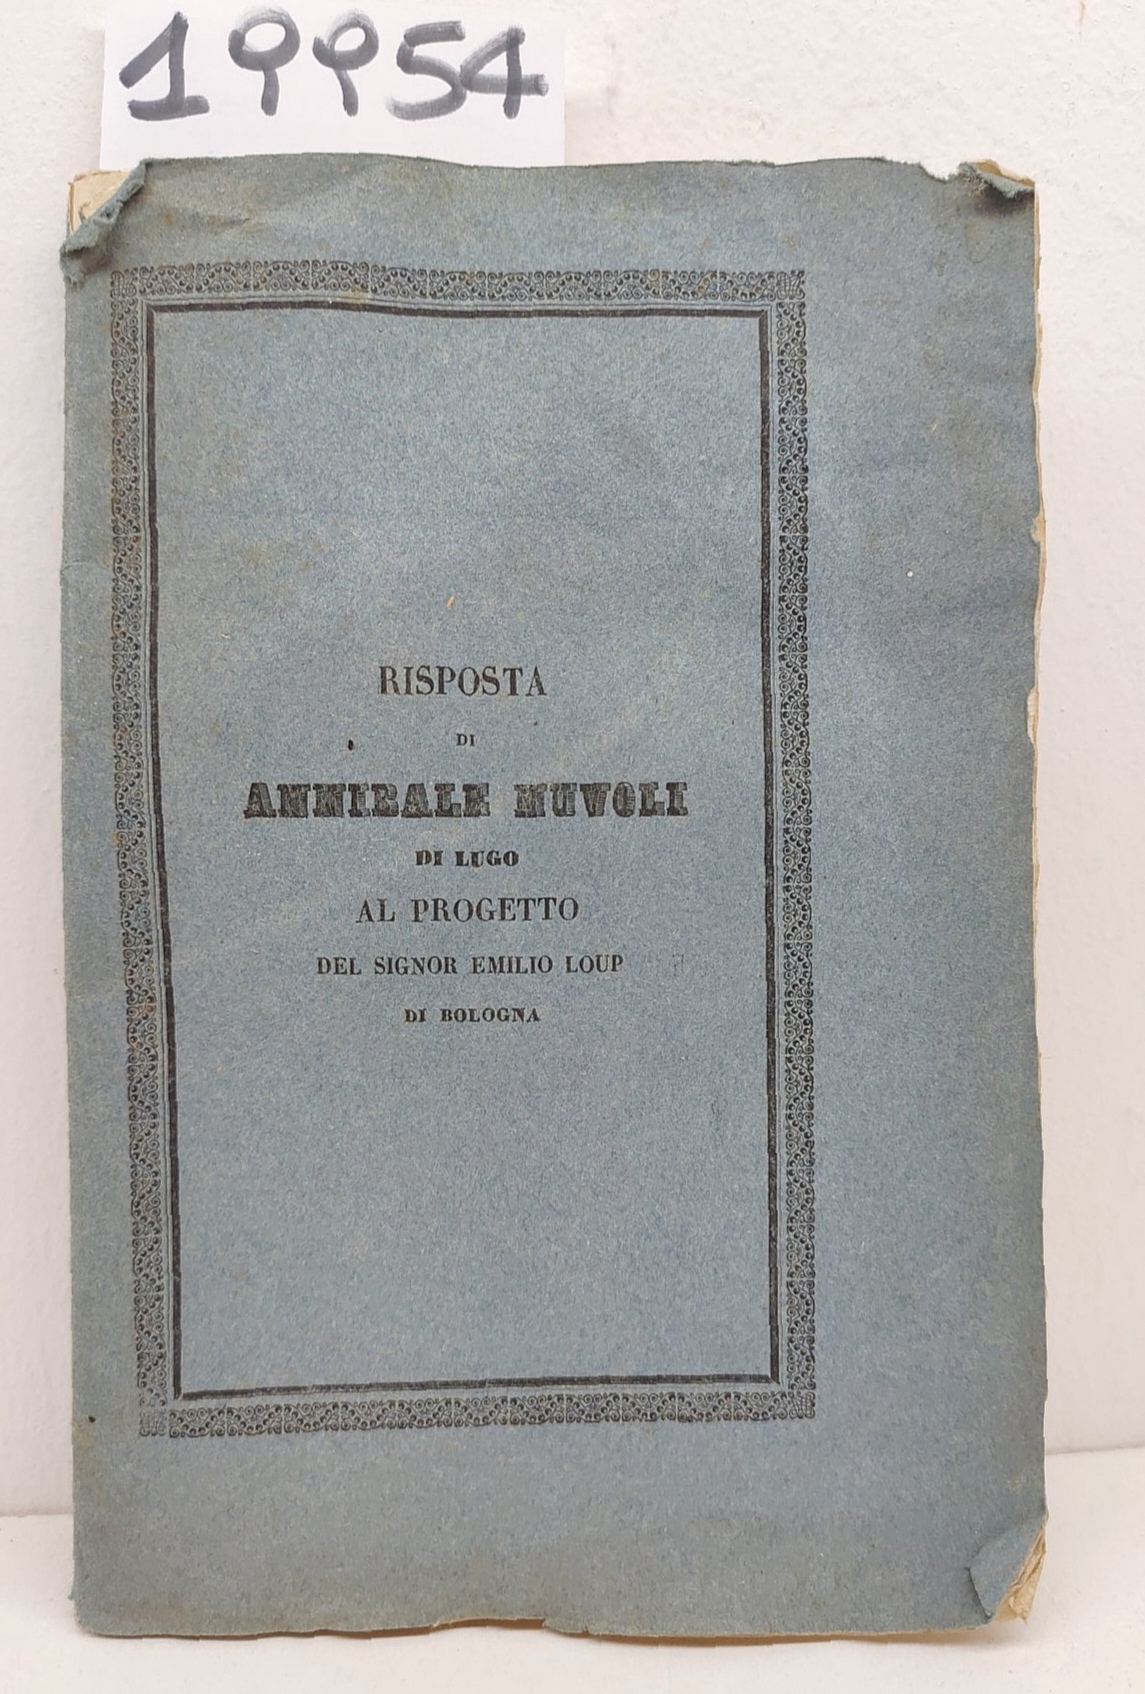 19954
RISPOSTA
DI
ANNIBALE NUVOLI
DI LUGO
AL PROGETTO
DEL SIGNOR EMILIO LOUP
DI BOLOGNA